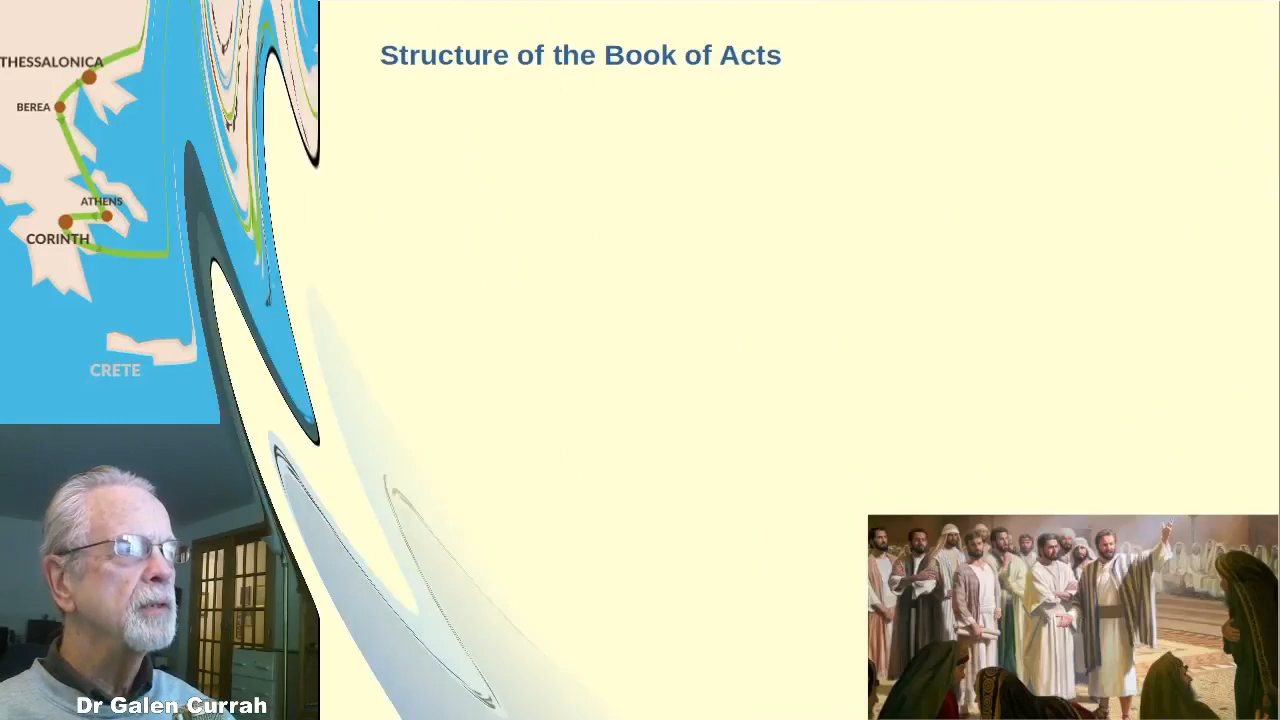 Structure of the Book of Acts
THESSALONICA
BEREA
ATHENS
CORINTH
CRETE
Dr Galen Currah